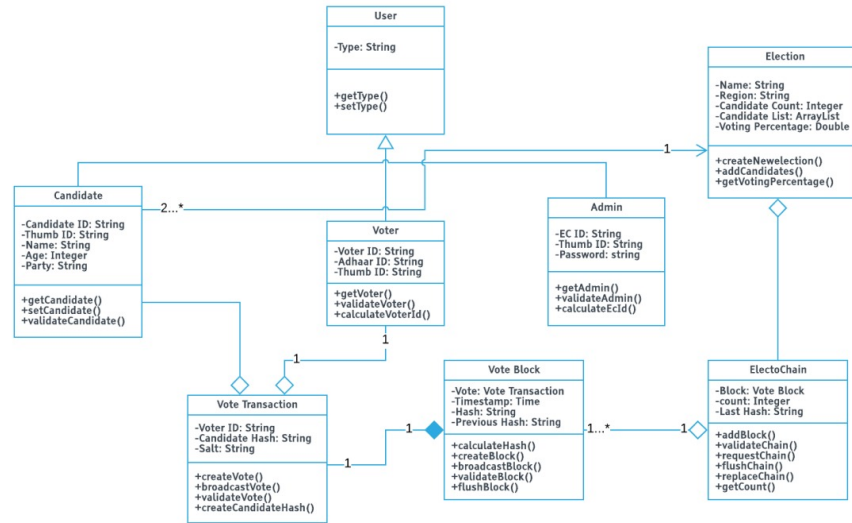 User
-Type: String
+getType()
+setType()
Election
-Name: String
-Region: String
-Candidate Count: Integer
-Candidate List: ArrayList
-Voting Percentage: Double
+createNewelection()
+addCandidates()
+getVotingPercentage()
1
2...*
Candidate
-Candidate ID: String
-Thumb ID: String
-Name: String
-Age: Integer
-Party: String
+getCandidate()
+setCandidate()
+validateCandidate()
Voter
-Voter ID: String
-Adhaar ID: String
-Thumb ID: String
+getVoter()
+validateVoter()
+calculateVoterId()
Admin
-EC ID: String
-Thumb ID: String
-Password: string
+getAdmin()
+validateAdmin()
+calculateEcId()
1
1
Vote Transaction
-Voter ID: String
-Candidate Hash: String
-Salt: String
+createVote()
+broadcastVote()
+validateVote()
+createCandidateHash()
1
1
Vote Block
-Vote: Vote Transaction
-Timestamp: Time
-Hash: String
-Previous Hash: String
+calculateHash()
+createBlock()
+broadcastBlock()
+validateBlock()
+flushBlock()
1...*
1
ElectoChain
-Block: Vote Block
-count: Integer
-Last Hash: String
+addBlock()
+validateChain()
+requestChain()
+flushChain()
+replaceChain()
+getCount()